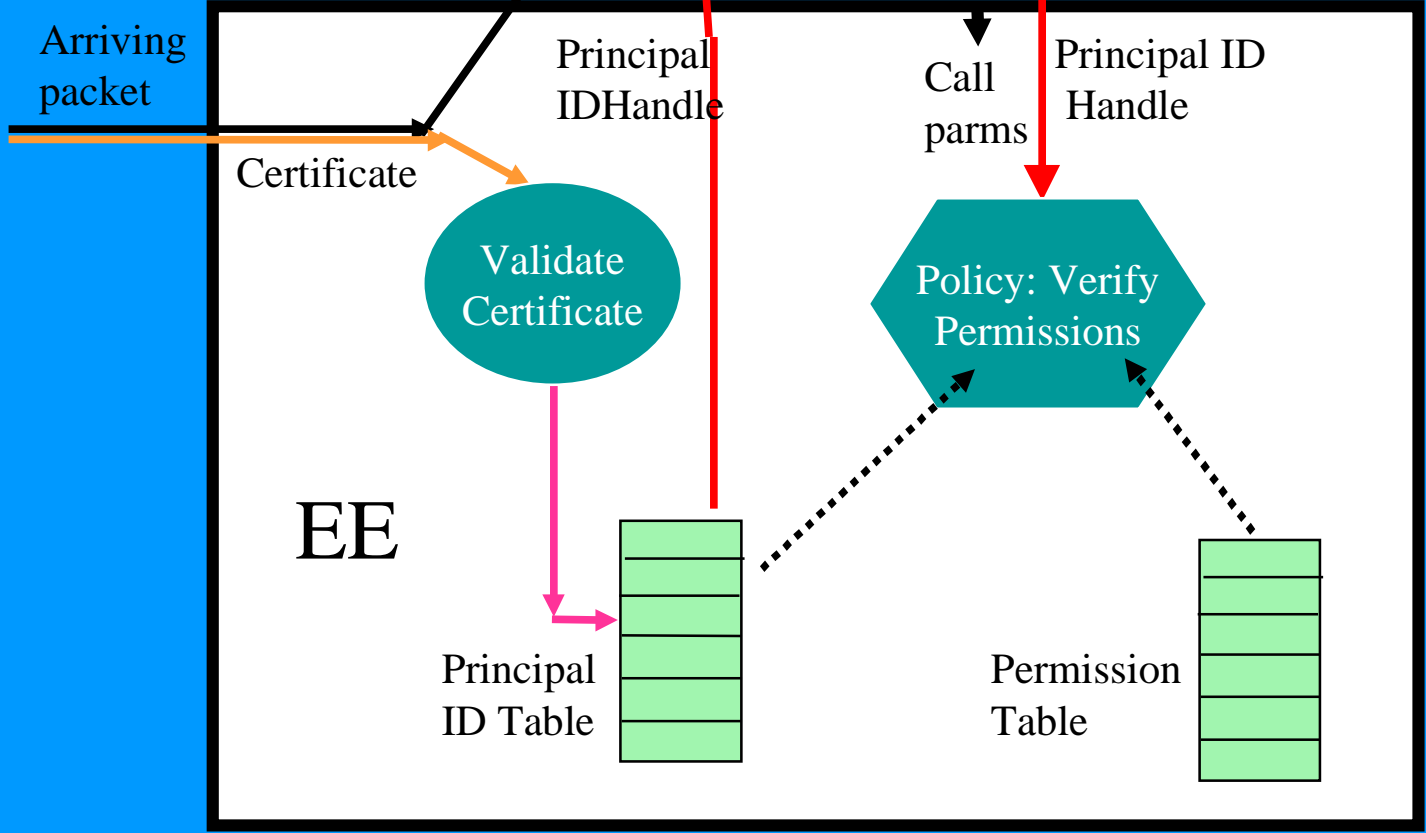 Arriving
packet
Principal
IDHandle
Call
parms
Principal ID
Handle
Certificate
Validate
Certificate
Policy: Verify
Permissions
EE
Principal
ID Table
Permission
Table